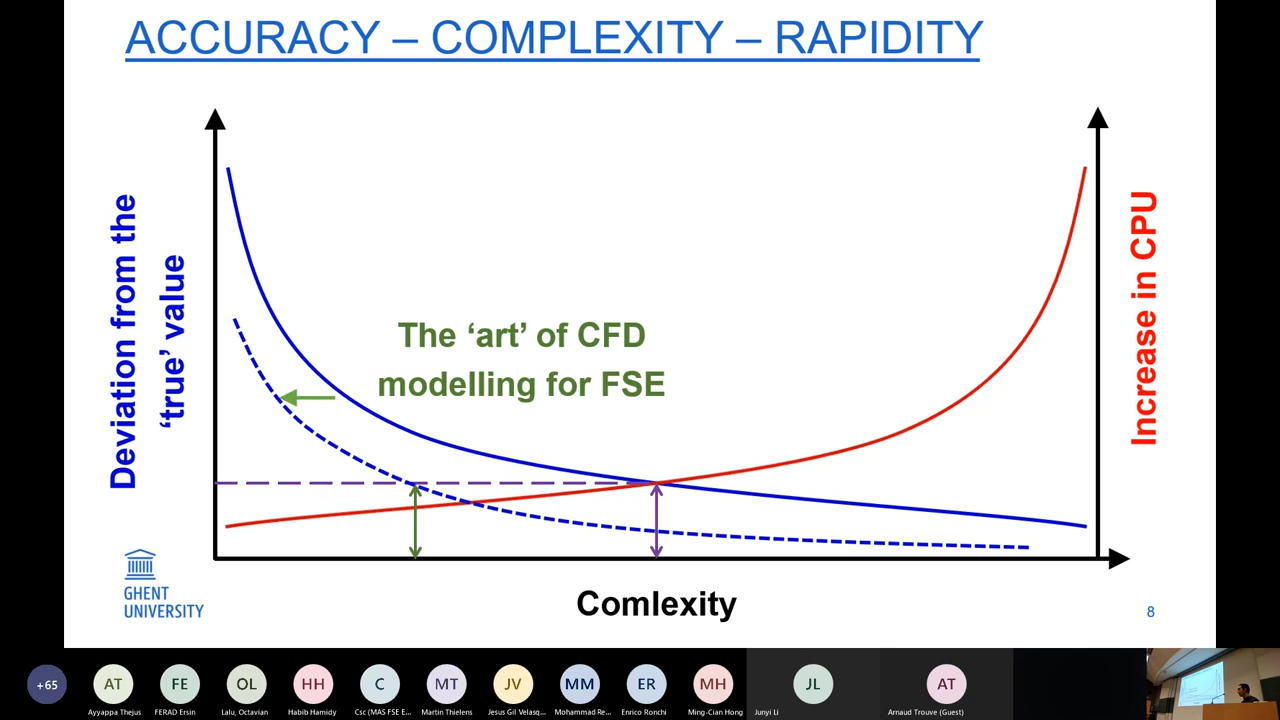 ACCURACY – COMPLEXITY – RAPIDITY
Deviation from the
‘true’ value
The ‘art’ of CFD
modelling for FSE
Increase in CPU
Comlexity
GHENT
UNIVERSITY
8
+65
AT
FE
OL
HH
C
MT
JV
MM
ER
MH
JL
AT
Ayyappa Thejus
FERAD Ersin
Lalu, Octavian
Habib Hamidy
Csc (MAS FSE E...
Martin Thielens
Jesus Gil Velasq...
Mohammad Re...
Enrico Ronchi
Ming-Cian Hong
Junyi Li
Arnaud Trouve (Guest)